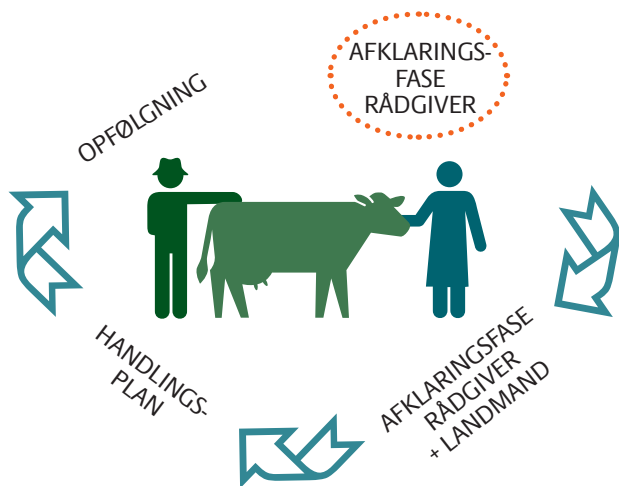 AFKLARINGS-
FASE
RÅDGIVER
AFKLARINGSFASE
RÅDGIVER
+ LANDMAND
HANDLINGS-
PLAN
OPFØLGNING